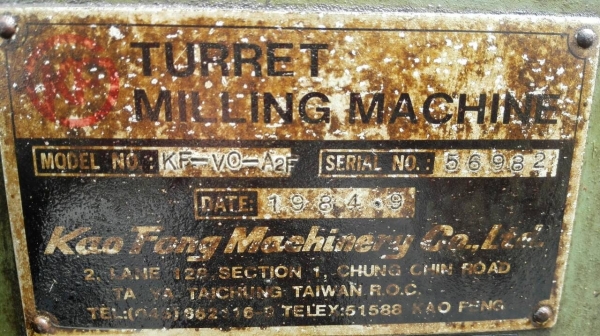 TURRET
MILLING MACHINE
MODEL NO.: KF-VO-A2F SERIAL NO.: 56982
DATE: 1984.9
Kao Fong Machinery Co., Ltd.
2, LANE 128, SECTION 1, CHUNG CHIN ROAD
TA YA TAICHUNG TAIWAN R.O.C.
TELEX:51588 KAO FENG